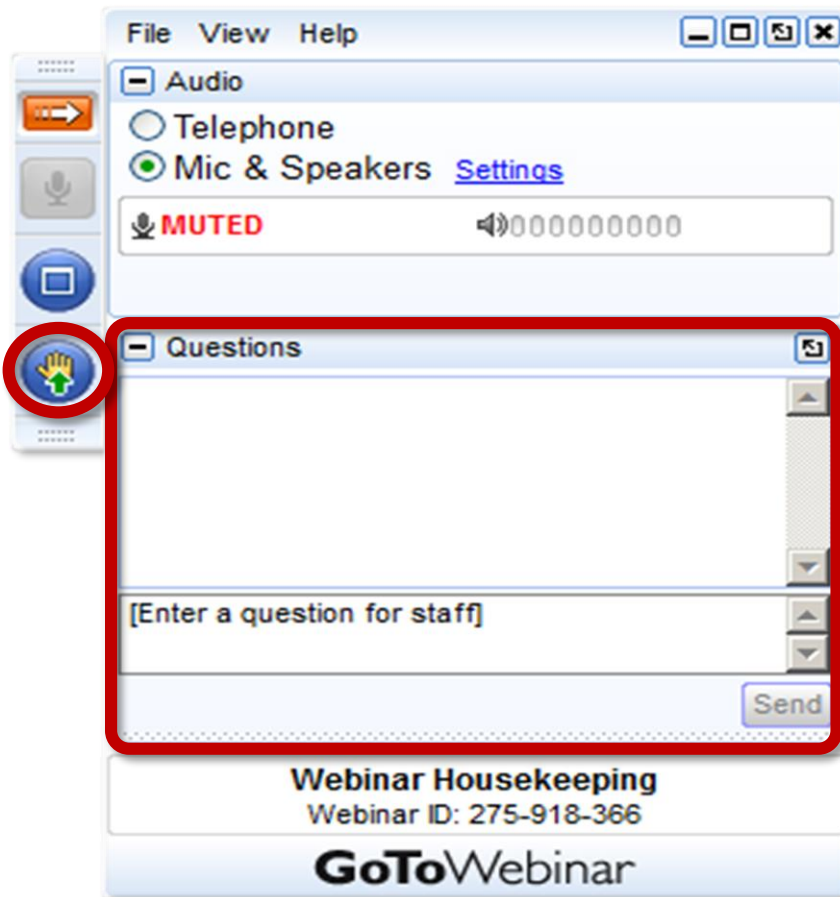 File View Help
Audio
Telephone
Mic & Speakers Settings
MUTED
Questions
[Enter a question for staff]
Send
Webinar Housekeeping
Webinar ID: 275-918-366
GoToWebinar